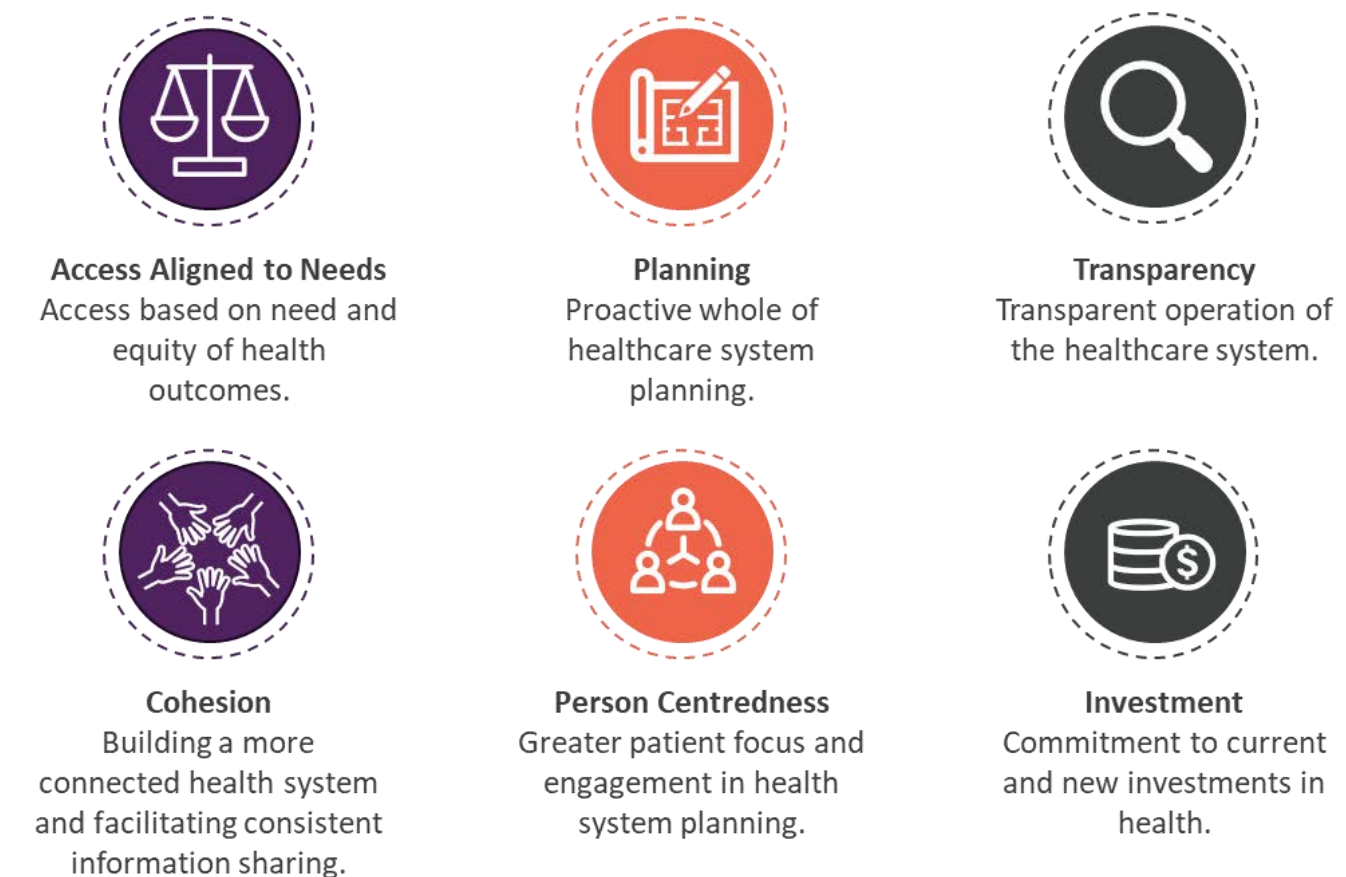 Access Aligned to Needs
Access based on need and
equity of health
outcomes.
Planning
Proactive whole of
healthcare system
planning.
Transparency
Transparent operation of
the healthcare system.
$
Cohesion
Building a more
connected health system
and facilitating consistent
information sharing.
Person Centredness
Greater patient focus and
engagement in health
system planning.
Investment
Commitment to current
and new investments in
health.